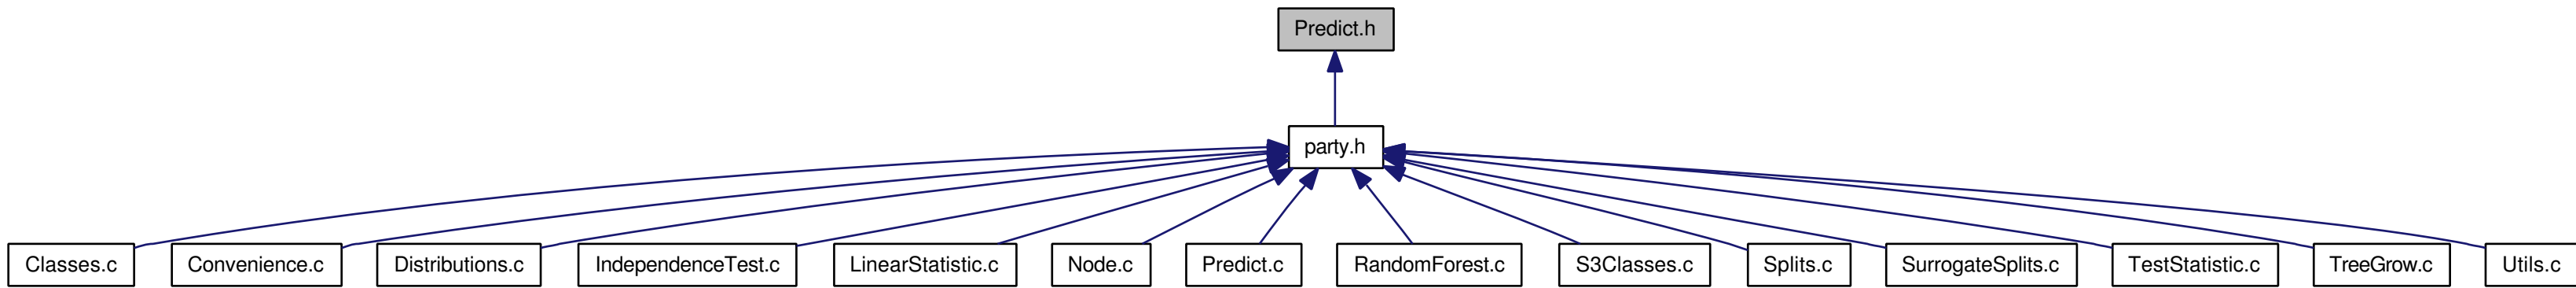 Predict.h
party.h
Classes.c
Convenience.c
Distributions.c
IndependenceTest.c
LinearStatistic.c
Node.c
Predict.c
RandomForest.c
S3Classes.c
Splits.c
SurrogateSplits.c
TestStatistic.c
TreeGrow.c
Utils.c